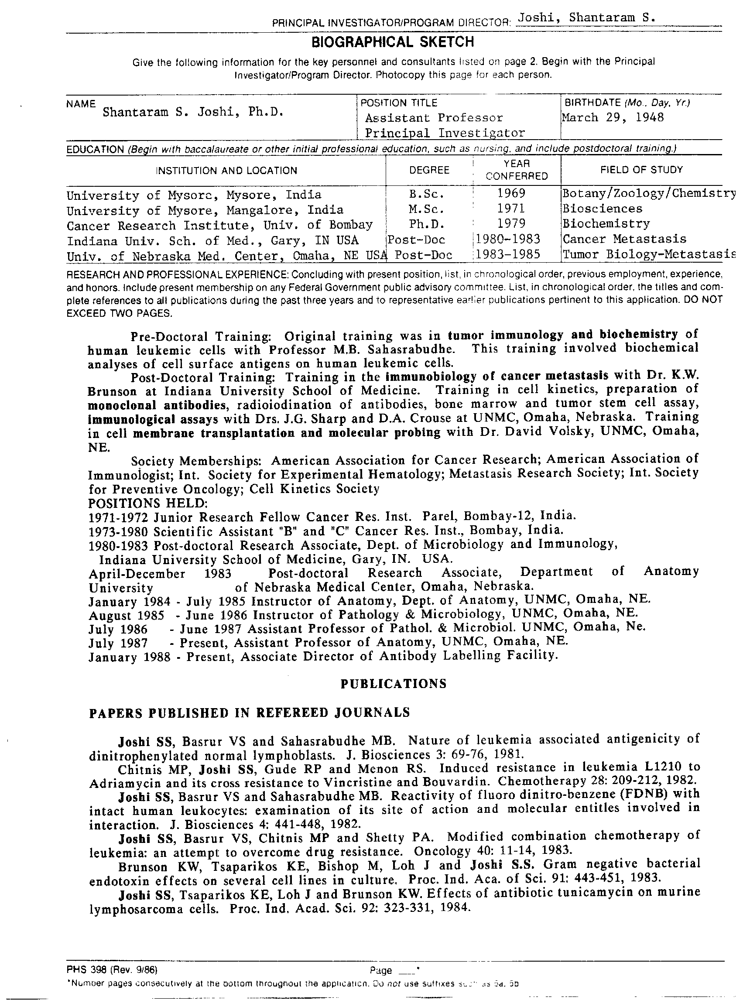 PRINCIPAL INVESTIGATOR/PROGRAM DIRECTOR: Joshi, Shantaram S.
BIOGRAPHICAL SKETCH
Give the following information for the key personnel and consultants listed on page 2. Begin with the Principal
Investigator/Program Director. Photocopy this page for each person.
NAME POSITION TITLE BIRTHDATE (Mo., Day, Yr.)
Shantaram S. Joshi, Ph.D. Assistant Professor March 29, 1948
Principal Investigator
EDUCATION (Begin with baccalaureate or other initial professional education, such as nursing, and include postdoctoral training.)
INSTITUTION AND LOCATION DEGREE YEAR CONFERRED FIELD OF STUDY
University of Mysore, Mysore, India B.Sc. 1969 Botany/Zoology/Chemistry
University of Mysore, Mangalore, India M.Sc. 1971 Biosciences
Cancer Research Institute, Univ. of Bombay Ph.D. 1979 Biochemistry
Indiana Univ. Sch. of Med., Gary, IN USA Post-Doc 1980-1983 Cancer Metastasis
Univ. of Nebraska Med. Center, Omaha, NE USA Post-Doc 1983-1985 Tumor Biology-Metastasis
RESEARCH AND PROFESSIONAL EXPERIENCE: Concluding with present position, list, in chronological order, previous employment, experience,
and honors. Include present membership on any Federal Government public advisory committee. List, in chronological order, the titles and com-
plete references to all publications during the past three years and to representative earlier publications pertinent to this application. DO NOT
EXCEED TWO PAGES.
Pre-Doctoral Training: Original training was in tumor immunology and biochemistry of
human leukemic cells with Professor M.B. Sahasrabudhe. This training involved biochemical
analyses of cell surface antigens on human leukemic cells.
Post-Doctoral Training: Training in the immunobiology of cancer metastasis with Dr. K.W.
Brunson at Indiana University School of Medicine. Training in cell kinetics, preparation of
monoclonal antibodies, radioiodination of antibodies, bone marrow and tumor stem cell assay,
immunological assays with Drs. J.G. Sharp and D.A. Crouse at UNMC, Omaha, Nebraska. Training
in cell membrane transplantation and molecular probing with Dr. David Volsky, UNMC, Omaha,
NE.
Society Memberships: American Association for Cancer Research; American Association of
Immunologist; Int. Society for Experimental Hematology; Metastasis Research Society; Int. Society
for Preventive Oncology; Cell Kinetics Society
POSITIONS HELD:
1971-1972 Junior Research Fellow Cancer Res. Inst. Parel, Bombay-12, India.
1973-1980 Scientific Assistant "B" and "C" Cancer Res. Inst., Bombay, India.
1980-1983 Post-doctoral Research Associate, Dept. of Microbiology and Immunology,
Indiana University School of Medicine, Gary, IN. USA.
April-December 1983 Post-doctoral Research Associate, Department of Anatomy
University of Nebraska Medical Center, Omaha, Nebraska.
January 1984 - July 1985 Instructor of Anatomy, Dept. of Anatomy, UNMC, Omaha, NE.
August 1985 - June 1986 Instructor of Pathology & Microbiology, UNMC, Omaha, NE.
July 1986 - June 1987 Assistant Professor of Pathol. & Microbiol. UNMC, Omaha, Ne.
July 1987 - Present, Assistant Professor of Anatomy, UNMC, Omaha, NE.
January 1988 - Present, Associate Director of Antibody Labelling Facility.
PUBLICATIONS
PAPERS PUBLISHED IN REFEREED JOURNALS
Joshi SS, Basrur VS and Sahasrabudhe MB. Nature of leukemia associated antigenicity of
dinitrophenylated normal lymphoblasts. J. Biosciences 3: 69-76, 1981.
Chitnis MP, Joshi SS, Gude RP and Menon RS. Induced resistance in leukemia L1210 to
Adriamycin and its cross resistance to Vincristine and Bouvardin. Chemotherapy 28: 209-212, 1982.
Joshi SS, Basrur VS and Sahasrabudhe MB. Reactivity of fluoro dinitro-benzene (FDNB) with
intact human leukocytes: examination of its site of action and molecular entitles involved in
interaction. J. Biosciences 4: 441-448, 1982.
Joshi SS, Basrur VS, Chitnis MP and Shetty PA. Modified combination chemotherapy of
leukemia: an attempt to overcome drug resistance. Oncology 40: 11-14, 1983.
Brunson KW, Tsaparikos KE, Bishop M, Loh J and Joshi S.S. Gram negative bacterial
endotoxin effects on several cell lines in culture. Proc. Ind. Aca. of Sci. 91: 443-451, 1983.
Joshi SS, Tsaparikos KE, Loh J and Brunson KW. Effects of antibiotic tunicamycin on murine
lymphosarcoma cells. Proc. Ind. Acad. Sci. 92: 323-331, 1984.
PHS 398 (Rev. 9/86) Page ___*
*Number pages consecutively at the bottom throughout the application. Do not use suffixes such as 5a, 5b